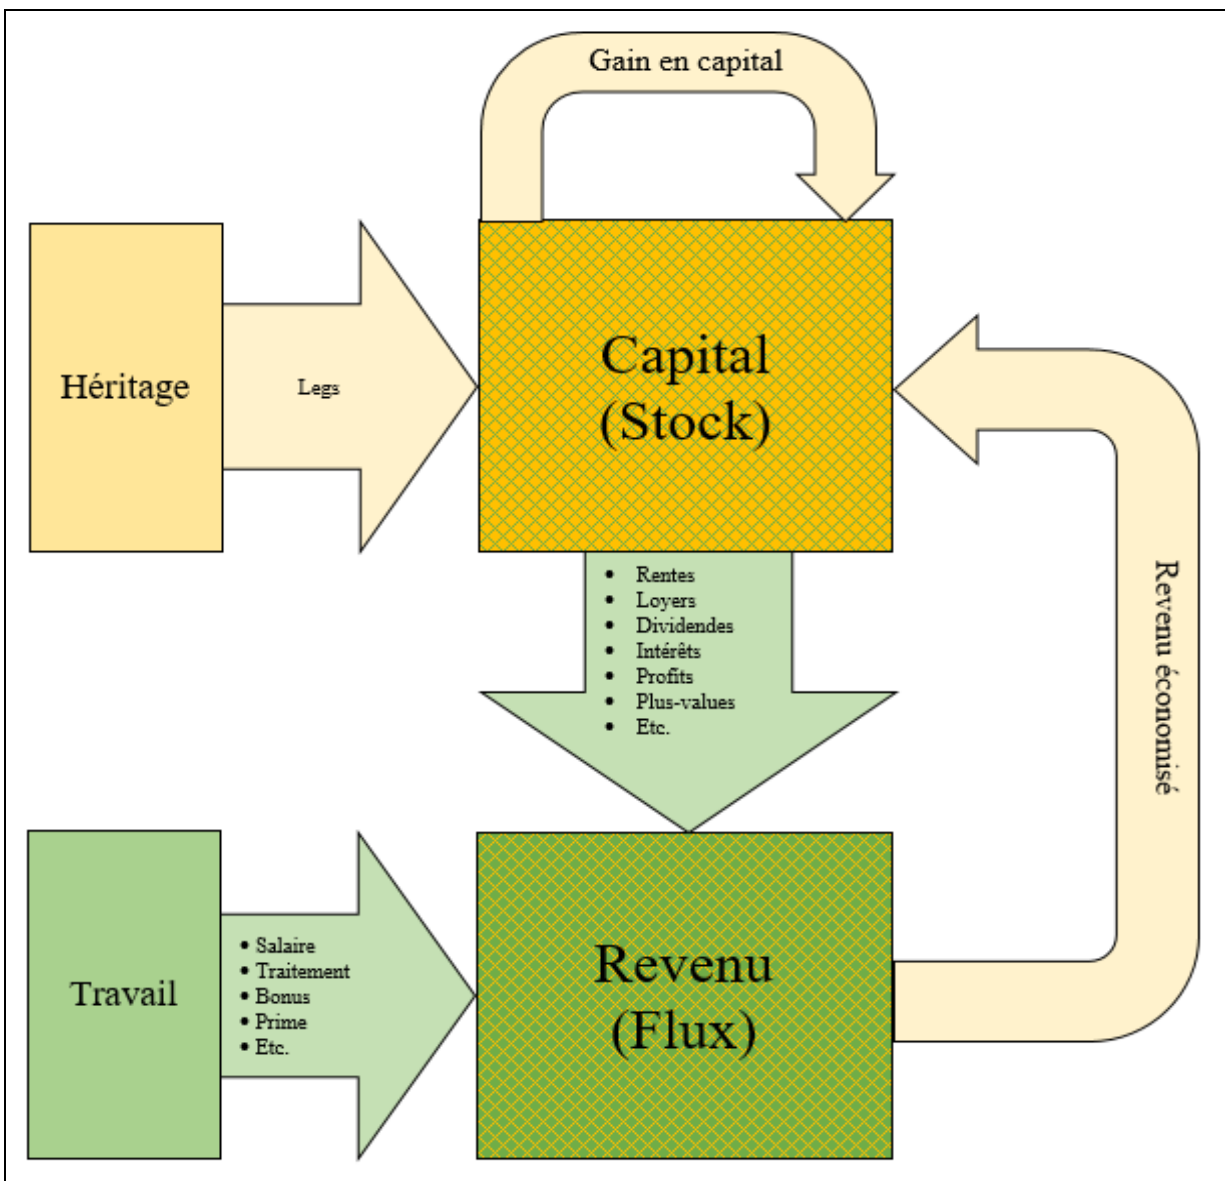 Gain en capital
Héritage
Legs
Capital
(Stock)
• Rentes
• Loyers
• Dividendes
• Intérêts
• Profits
• Plus-values
• Etc.
Revenu économisé
Travail
• Salaire
• Traitement
• Bonus
• Prime
• Etc.
Revenu
(Flux)